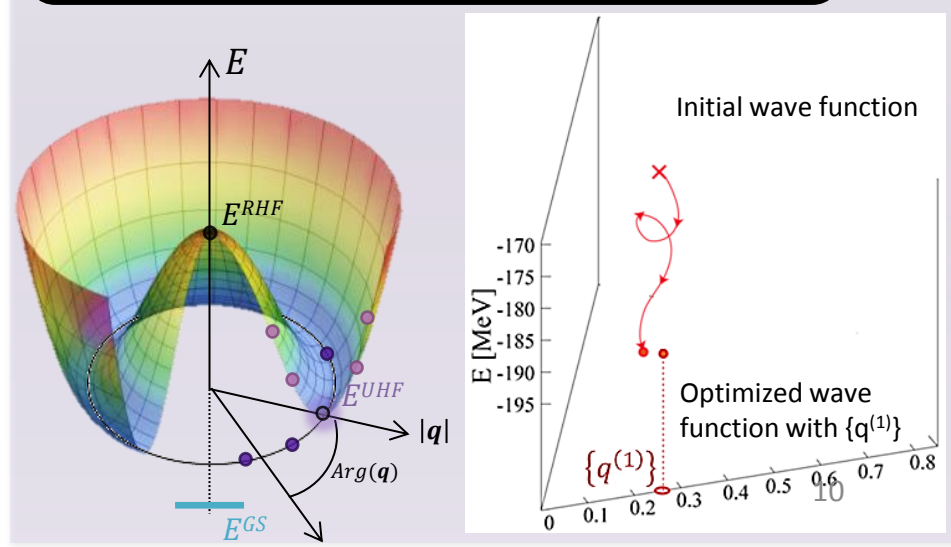 E
E^{RHF}
E^{UHF}
|q|
Arg(q)
E^{GS}
Initial wave function
-170
-175
-180
-185
-190
-195
E [MeV]
Optimized wave
function with {q^{(1)}}
{q^{(1)}}
0
0.1
0.2
0.3
0.4
0.5
0.6
0.7
0.8
10